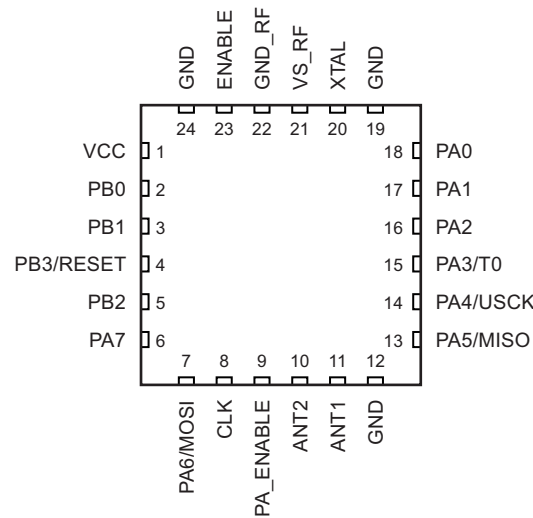 GND
ENABLE
GND_RF
VS_RF
XTAL
GND
24 23 22 21 20 19
VCC 1 18 PA0
PB0 2 17 PA1
PB1 3 16 PA2
PB3/RESET 4 15 PA3/T0
PB2 5 14 PA4/USCK
PA7 6 13 PA5/MISO
7 8 9 10 11 12
PA6/MOSI
CLK
PA_ENABLE
ANT2
ANT1
GND